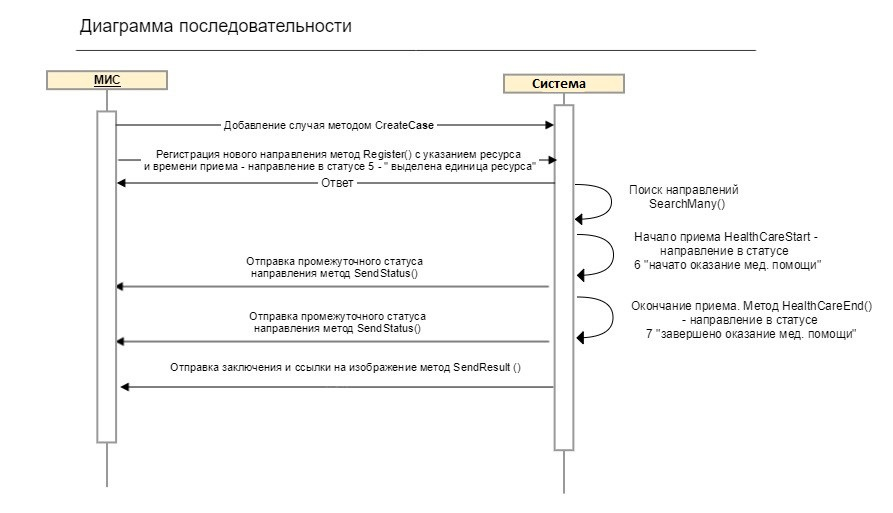 Диаграмма последовательности
МИС
Система
Добавление случая методом CreateCase
Регистрация нового направления метод Register() с указанием ресурса
и времени приема - направление в статусе 5 - " выделена единица ресурса"
Ответ
Поиск направлений
SearchMany()
Начало приема HealthCareStart -
направление в статусе
6 "начато оказание мед. помощи"
Отправка промежуточного статуса
направления метод SendStatus()
Окончание приема. Метод HealthCareEnd()
- направление в статусе
7 "завершено оказание мед. помощи"
Отправка промежуточного статуса
направления метод SendStatus()
Отправка заключения и ссылки на изображение метод SendResult ()